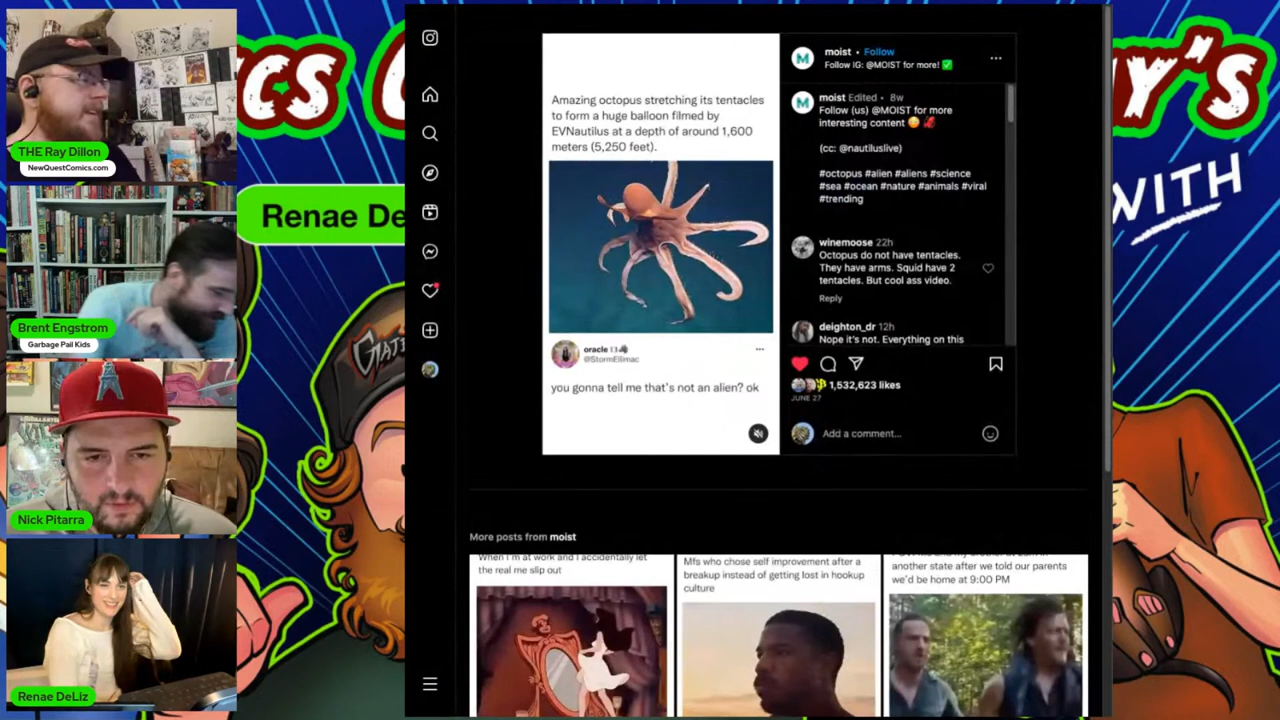 THE Ray Dillon
NewQuestComics.com
Brent Engstrom
Garbage Pail Kids
Nick Pitarra
Renae DeLiz
CS
Renae De
Y'S
WITH
Amazing octopus stretching its tentacles
to form a huge balloon filmed by
EVNautilus at a depth of around 1,600
meters (5,250 feet).
oracle
@StormEllmac
you gonna tell me that's not an alien? ok
moist • Follow
Follow IG: @MOIST for more! ✅
moist Edited • 8w
Follow (us) @MOIST for more
interesting content
(cc: @nautiluslive)
#octopus #alien #aliens #science
#sea #ocean #nature #animals #viral
#trending
winemoose 22h
Octopus do not have tentacles.
They have arms. Squid have 2
tentacles. But cool ass video.
Reply
deighton_dr 12h
Nope it's not. Everything on this
1,532,623 likes
JUNE 27
Add a comment...
More posts from moist
When I'm at work and I accidentally let
the real me slip out
Mfs who chose self improvement after a
breakup instead of getting lost in hookup
culture
another state after we told our parents
we'd be home at 9:00 PM